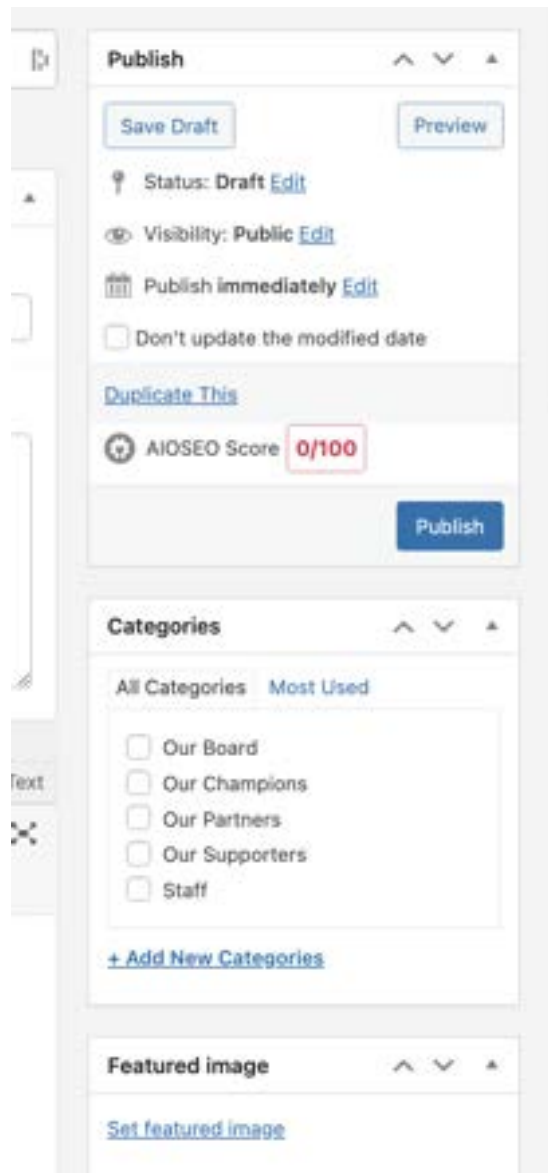 Publish
Save Draft Preview
Status: Draft Edit
Visibility: Public Edit
Publish immediately Edit
Don't update the modified date
Duplicate This
AIOSEO Score 0/100
Publish
Categories
All Categories Most Used
Our Board
Text
Our Champions
Our Partners
Our Supporters
Staff
+ Add New Categories
Featured image
Set featured image